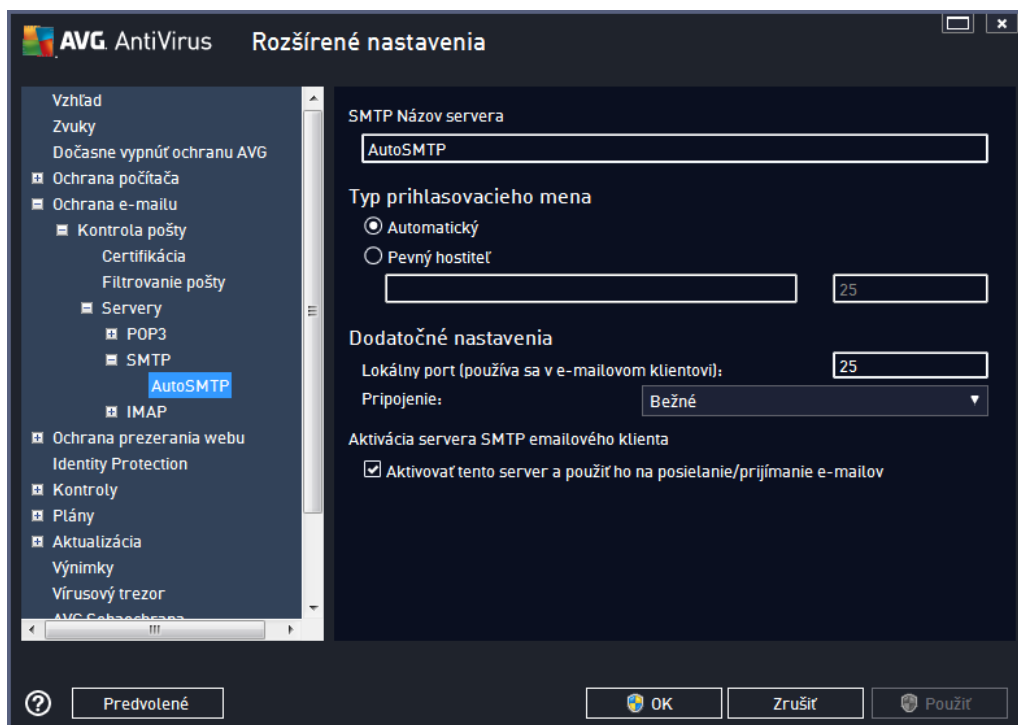 AVG AntiVirus Rozšírené nastavenia
Vzhľad
Zvuky
Dočasne vypnúť ochranu AVG
Ochrana počítača
Ochrana e-mailu
Kontrola pošty
Certifikácia
Filtrovanie pošty
Servery
POP3
SMTP
AutoSMTP
IMAP
Ochrana prezerania webu
Identity Protection
Kontroly
Plány
Aktualizácia
Výnimky
Vírusový trezor
AVG Sebaochrana
SMTP Názov servera
AutoSMTP
Typ prihlasovacieho mena
Automatický
Pevný hostiteľ
25
Dodatočné nastavenia
Lokálny port (používa sa v e-mailovom klientovi): 25
Pripojenie: Bežné
Aktivácia servera SMTP emailového klienta
Aktivovať tento server a použiť ho na posielanie/prijímanie e-mailov
Predvolené OK Zrušiť Použiť